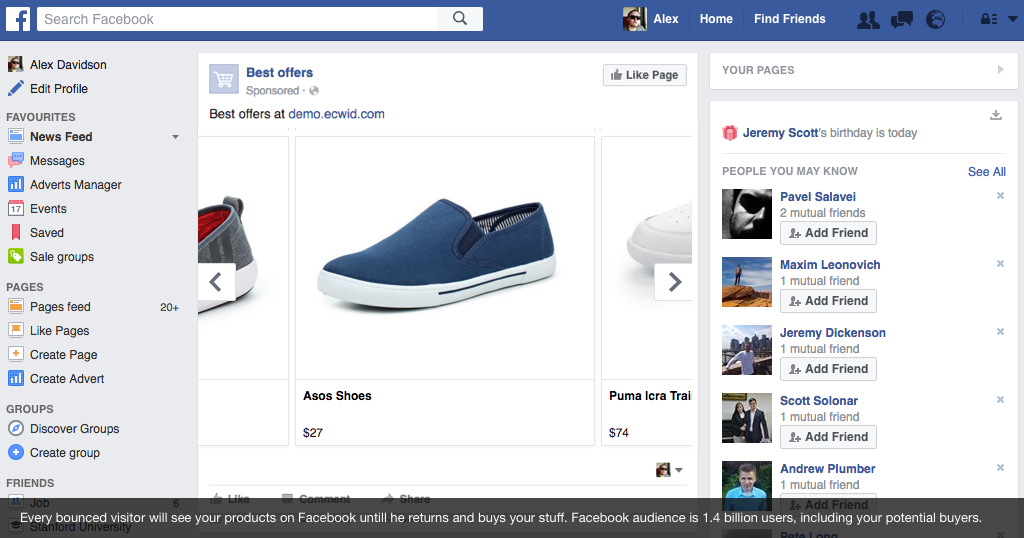 f
Search Facebook
Alex
Home
Find Friends
Alex Davidson
Edit Profile
FAVOURITES
News Feed
Messages
Adverts Manager
17
Events
Saved
Sale groups
PAGES
Pages feed 20+
Like Pages
Create Page
Create Advert
GROUPS
Discover Groups
Create group
FRIENDS
Job 6
Stanford University
Best offers
Sponsored ·
Like Page
Best offers at demo.ecwid.com
Asos Shoes
$27
Puma Icra Trai
$74
Like Comment Share
YOUR PAGES
Jeremy Scott's birthday is today
PEOPLE YOU MAY KNOW See All
Pavel Salavei
2 mutual friends
Add Friend
Maxim Leonovich
1 mutual friend
Add Friend
Jeremy Dickenson
1 mutual friend
Add Friend
Scott Solonar
1 mutual friend
Add Friend
Andrew Plumber
1 mutual friend
Add Friend
Pete Long
Every bounced visitor will see your products on Facebook untill he returns and buys your stuff. Facebook audience is 1.4 billion users, including your potential buyers.